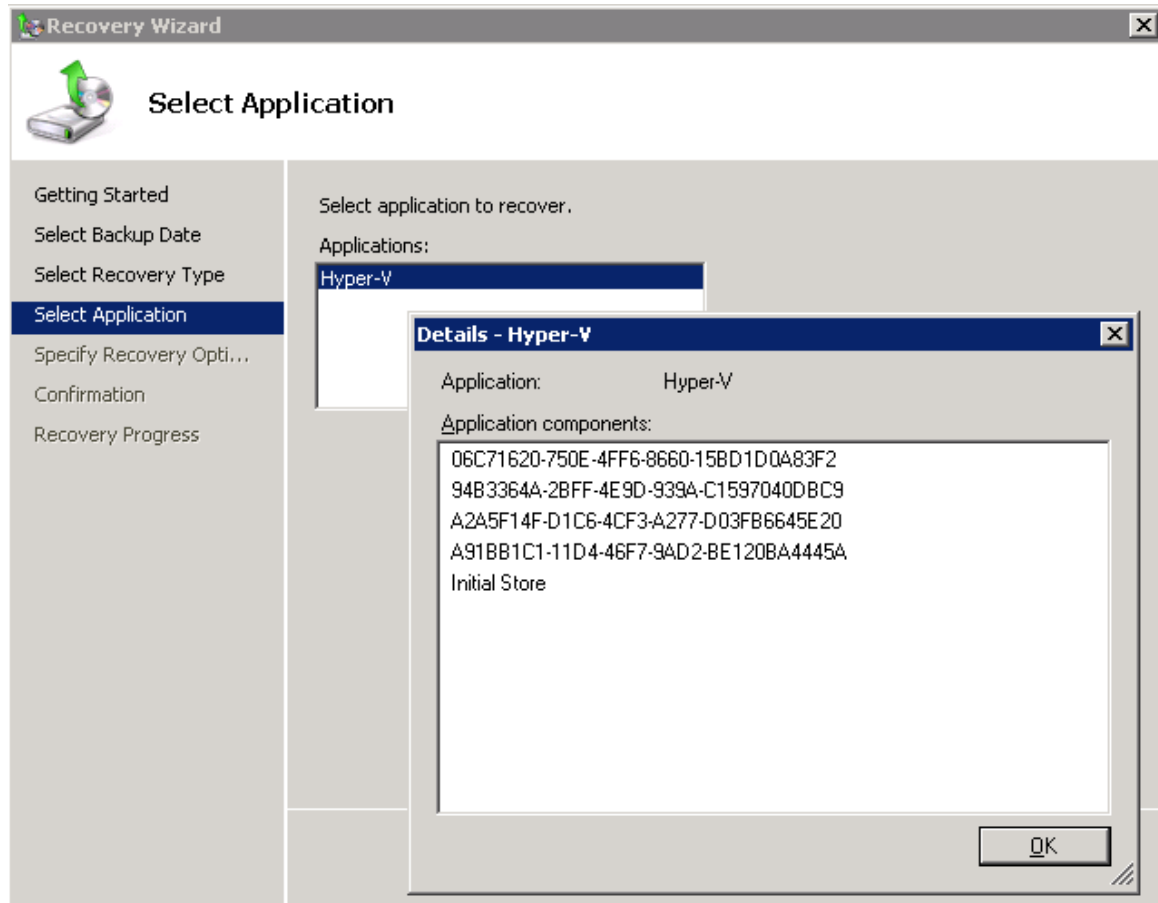 Recovery Wizard
Select Application
Getting Started
Select Backup Date
Select Recovery Type
Select Application
Specify Recovery Opti...
Confirmation
Recovery Progress
Select application to recover.
Applications:
Hyper-V
Details - Hyper-V
Application: Hyper-V
Application components:
06C71620-750E-4FF6-8660-15BD1D0A83F2
94B3364A-2BFF-4E9D-939A-C1597040DBC9
A2A5F14F-D1C6-4CF3-A277-D03FB6645E20
A91BB1C1-11D4-46F7-9AD2-BE120BA4445A
Initial Store
OK